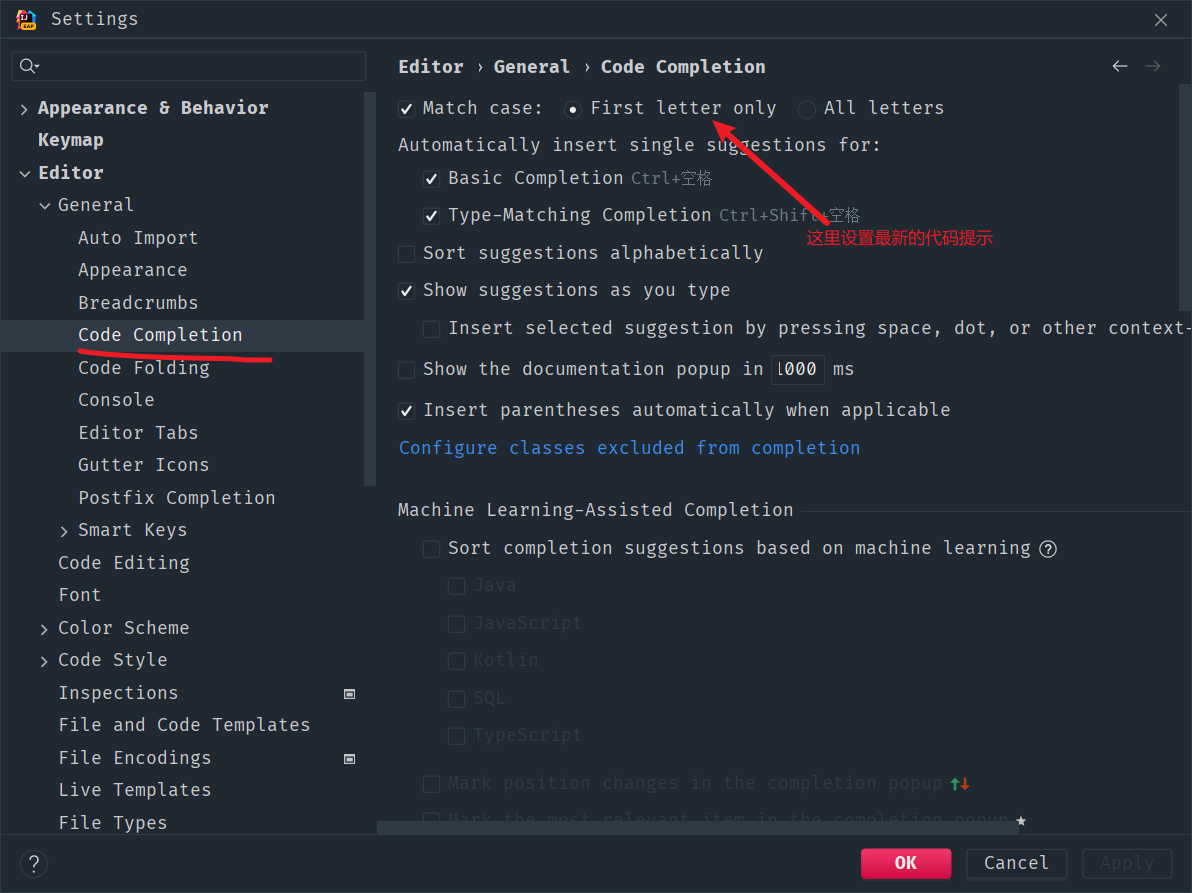 Settings
Appearance & Behavior
Keymap
Editor
General
Auto Import
Appearance
Breadcrumbs
Code Completion
Code Folding
Console
Editor Tabs
Gutter Icons
Postfix Completion
Smart Keys
Code Editing
Font
Color Scheme
Code Style
Inspections
File and Code Templates
File Encodings
Live Templates
File Types
Editor › General › Code Completion
Match case: First letter only All letters
Automatically insert single suggestions for:
Basic Completion Ctrl+空格
Type-Matching Completion Ctrl+Shift+空格
这里设置最新的代码提示
Sort suggestions alphabetically
Show suggestions as you type
Insert selected suggestion by pressing space, dot, or other context-
Show the documentation popup in 1000 ms
Insert parentheses automatically when applicable
Configure classes excluded from completion
Machine Learning-Assisted Completion
Sort completion suggestions based on machine learning ?
Java
JavaScript
Kotlin
SQL
TypeScript
Mark position changes in the completion popup
Mark the most relevant item in the completion popup
? OK Cancel Apply